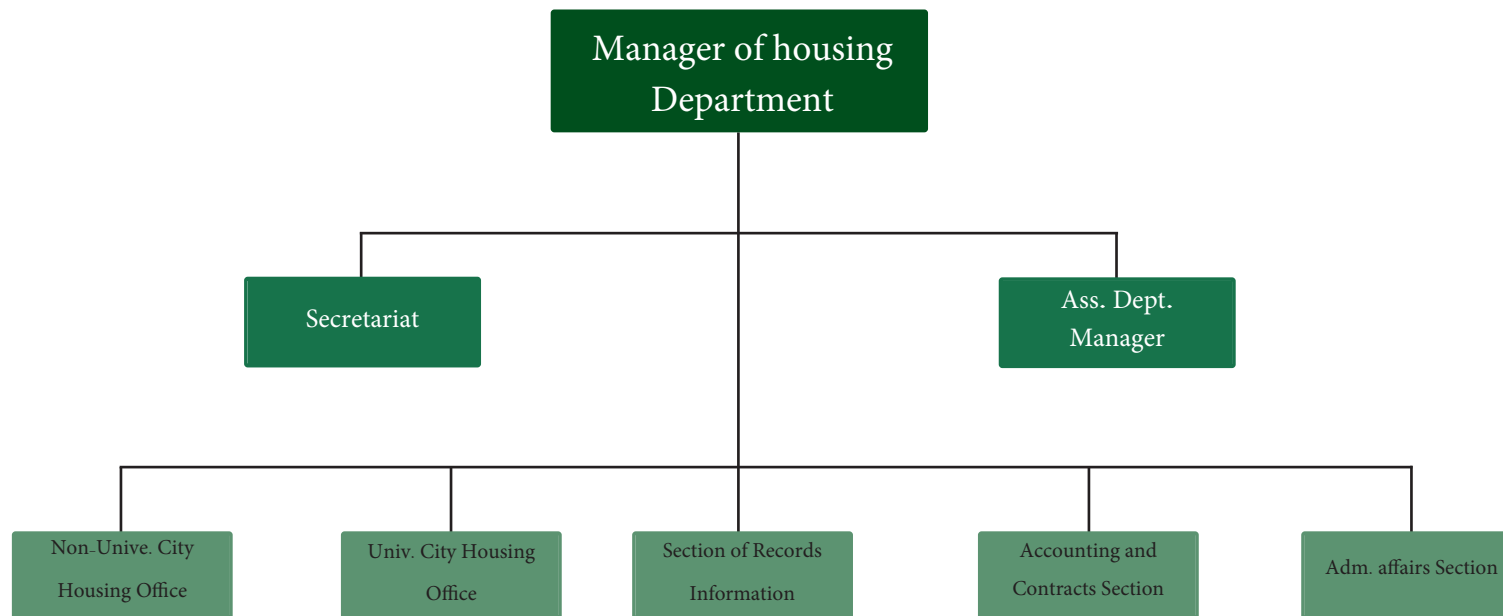 Manager of housing
Department
Secretariat
Ass. Dept.
Manager
Non-Unive. City
Housing Office
Univ. City Housing
Office
Section of Records
Information
Accounting and
Contracts Section
Adm. affairs Section